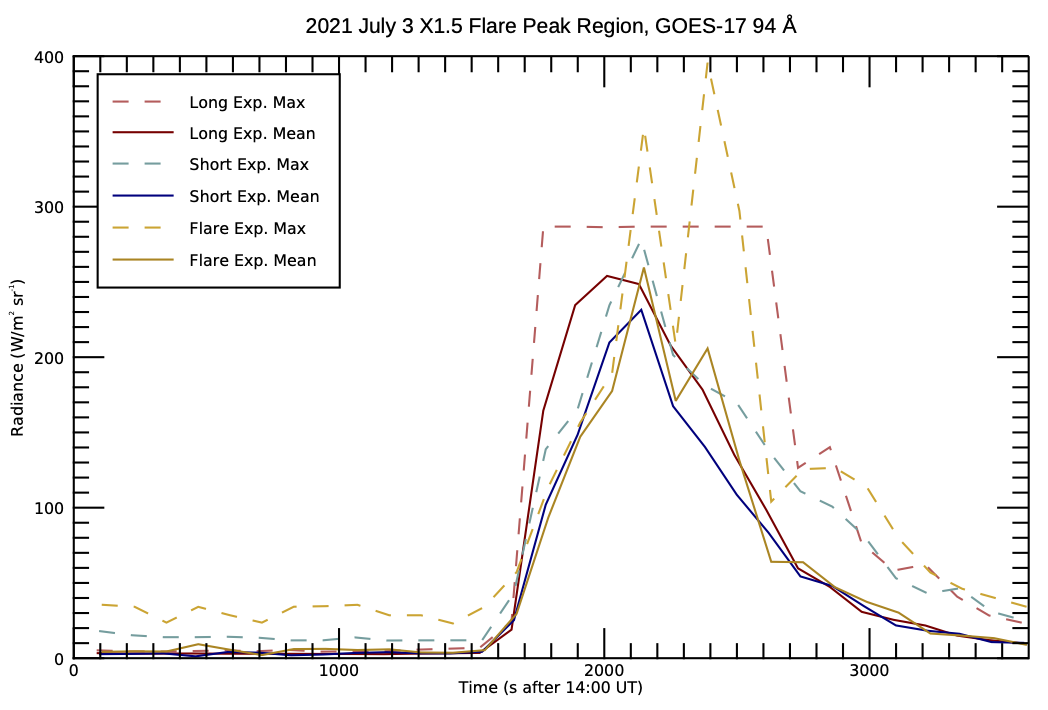 2021 July 3 X1.5 Flare Peak Region, GOES-17 94 Å
400
300
200
100
0
Radiance (W/m² sr⁻¹)
Long Exp. Max
Long Exp. Mean
Short Exp. Max
Short Exp. Mean
Flare Exp. Max
Flare Exp. Mean
0 1000 2000 3000
Time (s after 14:00 UT)